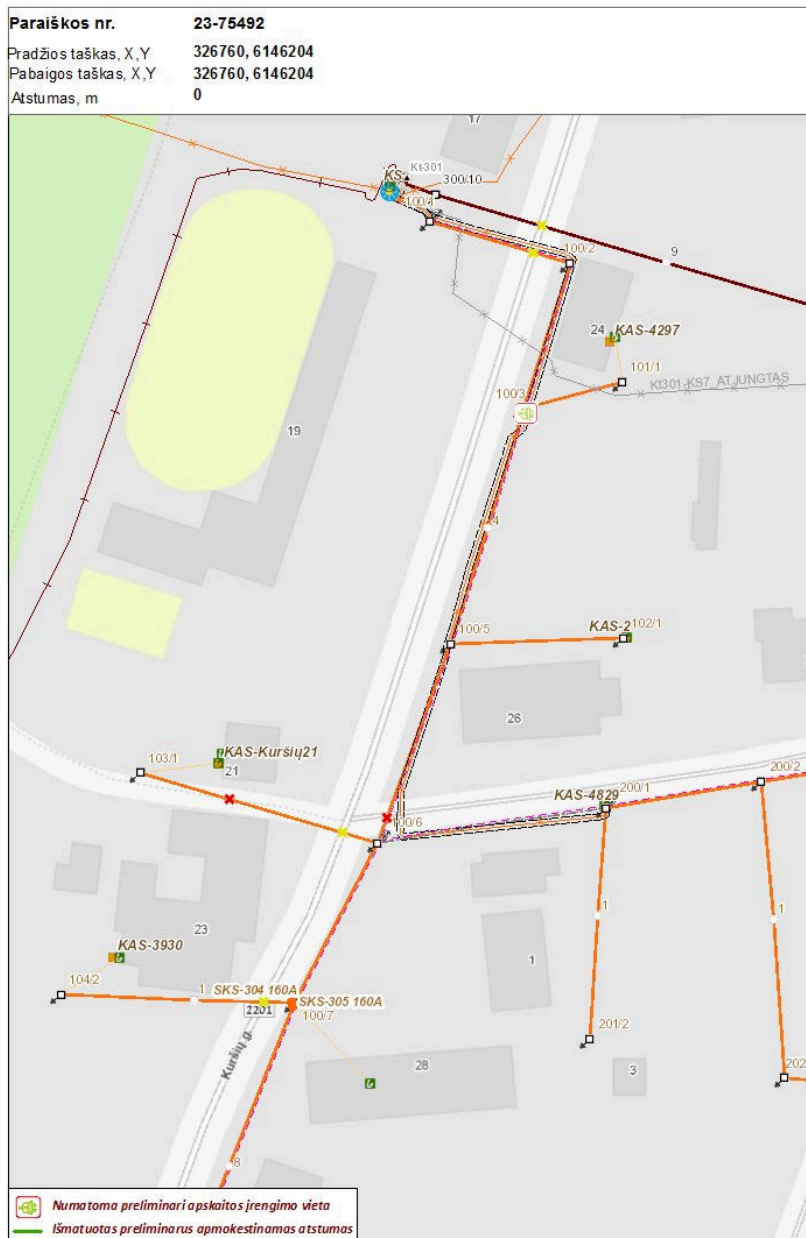 Paraiškos nr. 23-75492
Pradžios taškas, X,Y 326760, 6146204
Pabaigos taškas, X,Y 326760, 6146204
Atstumas, m 0
17
Kt301
KS
300/10
100/1
100/2
9
24
KAS-4297
101/1
Kt301-KS7_ATJUNGTAS
100/3
19
4
KAS-2
102/1
100/5
26
KAS-Kuršių21
103/1
21
200/2
KAS-4829
200/1
100/6
1
1
23
KAS-3930
1
104/2
1
SKS-304 160A
SKS-305 160A
2201
100/7
201/2
Kuršių g.
28
3
202
8
Numatoma preliminari apskaitos įrengimo vieta
Išmatuotas preliminarus apmokestinamas atstumas